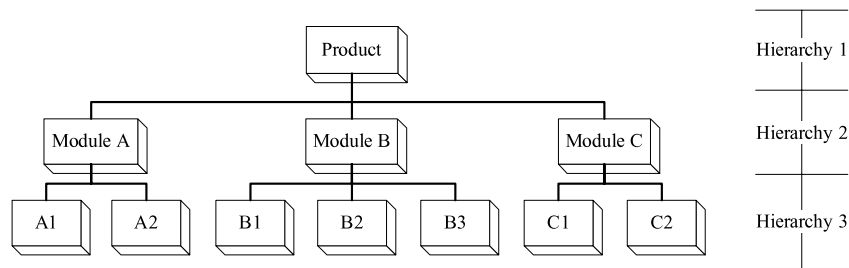 Product
Hierarchy 1
Module A
Module B
Module C
Hierarchy 2
A1
A2
B1
B2
B3
C1
C2
Hierarchy 3